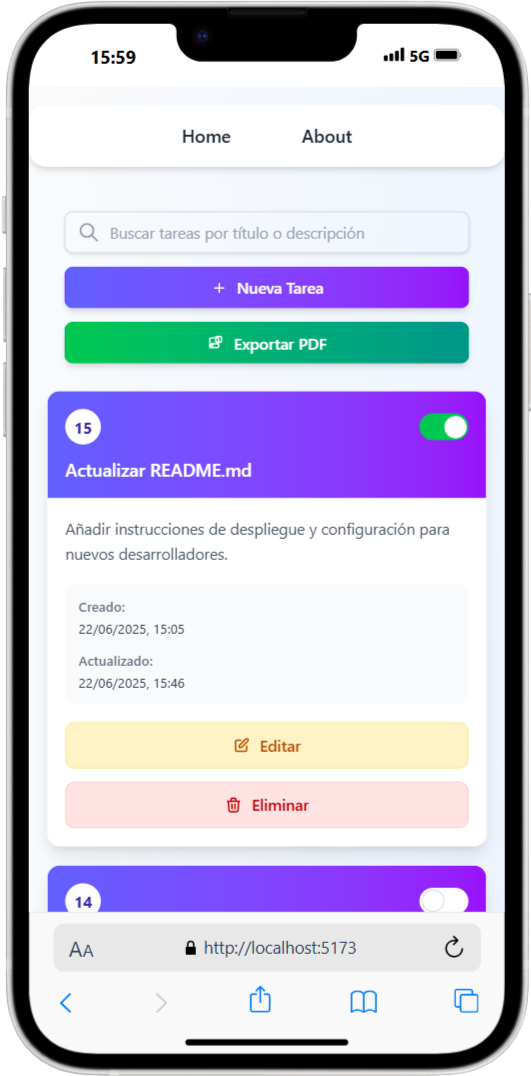 15:59
5G
Home About
Buscar tareas por título o descripción
+ Nueva Tarea
Exportar PDF
15
Actualizar README.md
Añadir instrucciones de despliegue y configuración para
nuevos desarrolladores.
Creado:
22/06/2025, 15:05
Actualizado:
22/06/2025, 15:46
Editar
Eliminar
14
AA http://localhost:5173